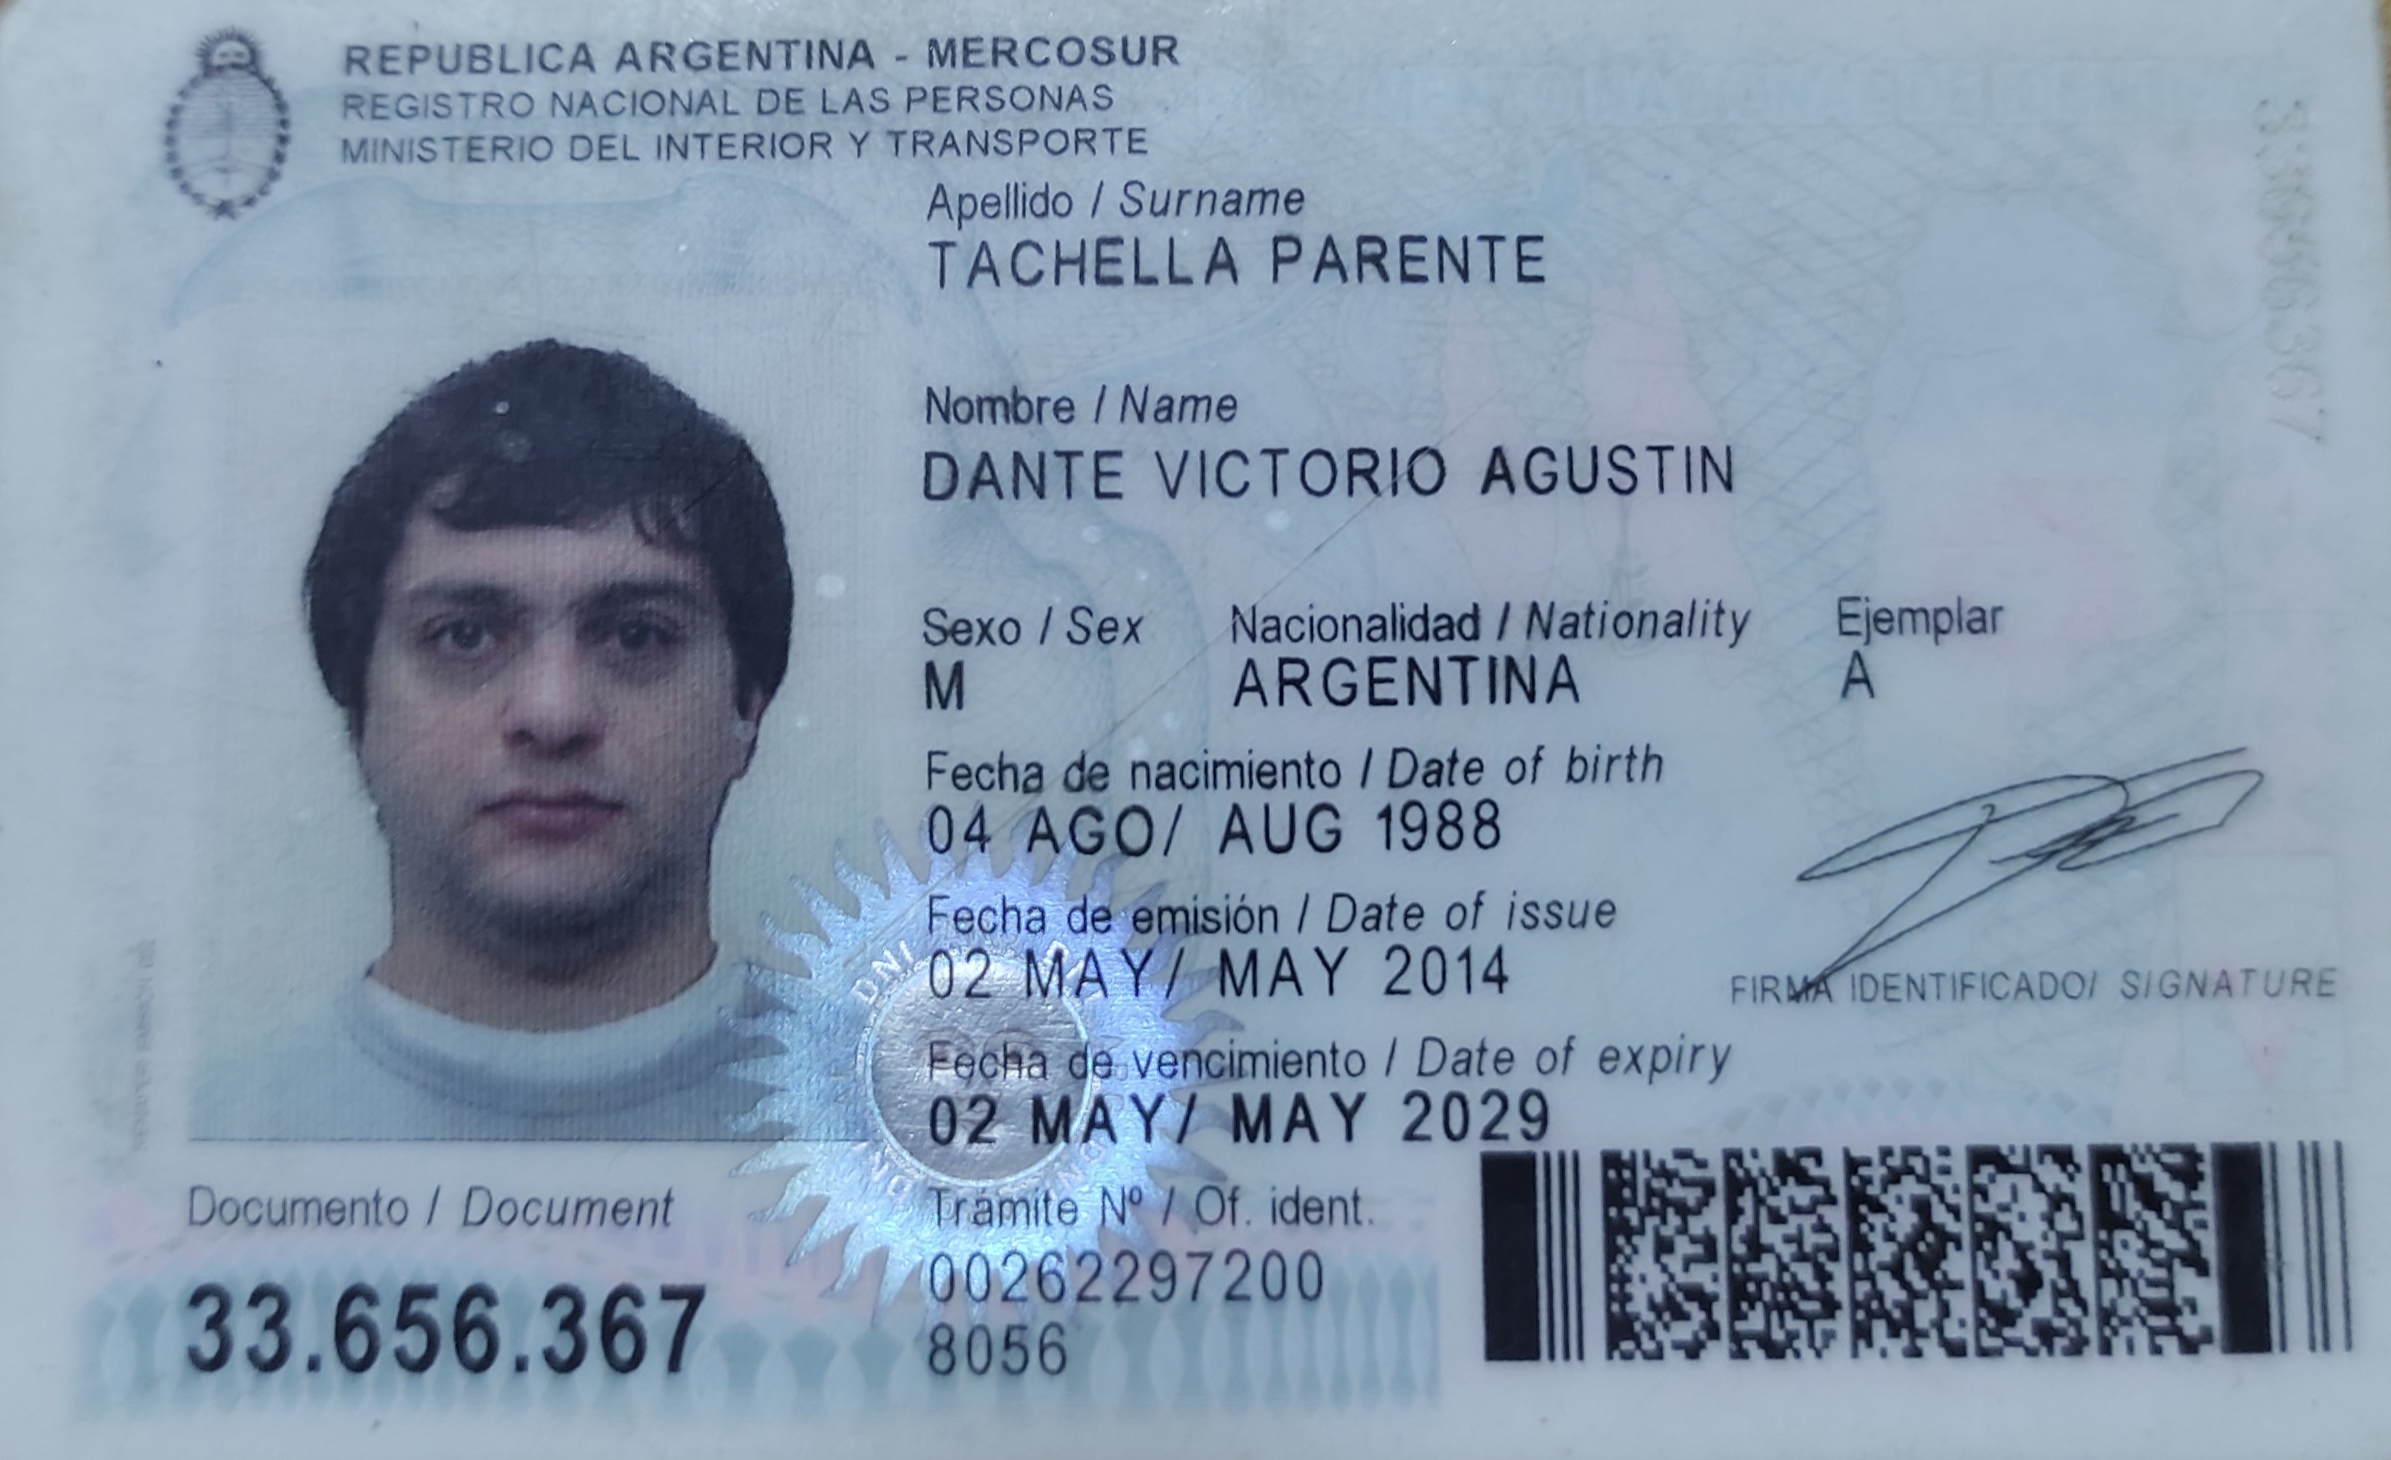 REPUBLICA ARGENTINA - MERCOSUR
REGISTRO NACIONAL DE LAS PERSONAS
MINISTERIO DEL INTERIOR Y TRANSPORTE
Apellido / Surname
TACHELLA PARENTE
Nombre / Name
DANTE VICTORIO AGUSTIN
Sexo / Sex Nacionalidad / Nationality Ejemplar
M ARGENTINA A
Fecha de nacimiento / Date of birth
04 AGO/ AUG 1988
Fecha de emisión / Date of issue
02 MAY/ MAY 2014
FIRMA IDENTIFICADO/ SIGNATURE
Fecha de vencimiento / Date of expiry
02 MAY/ MAY 2029
Documento / Document
33.656.367
Trámite Nº / Of. ident.
00262297200
8056
DNI
33656367